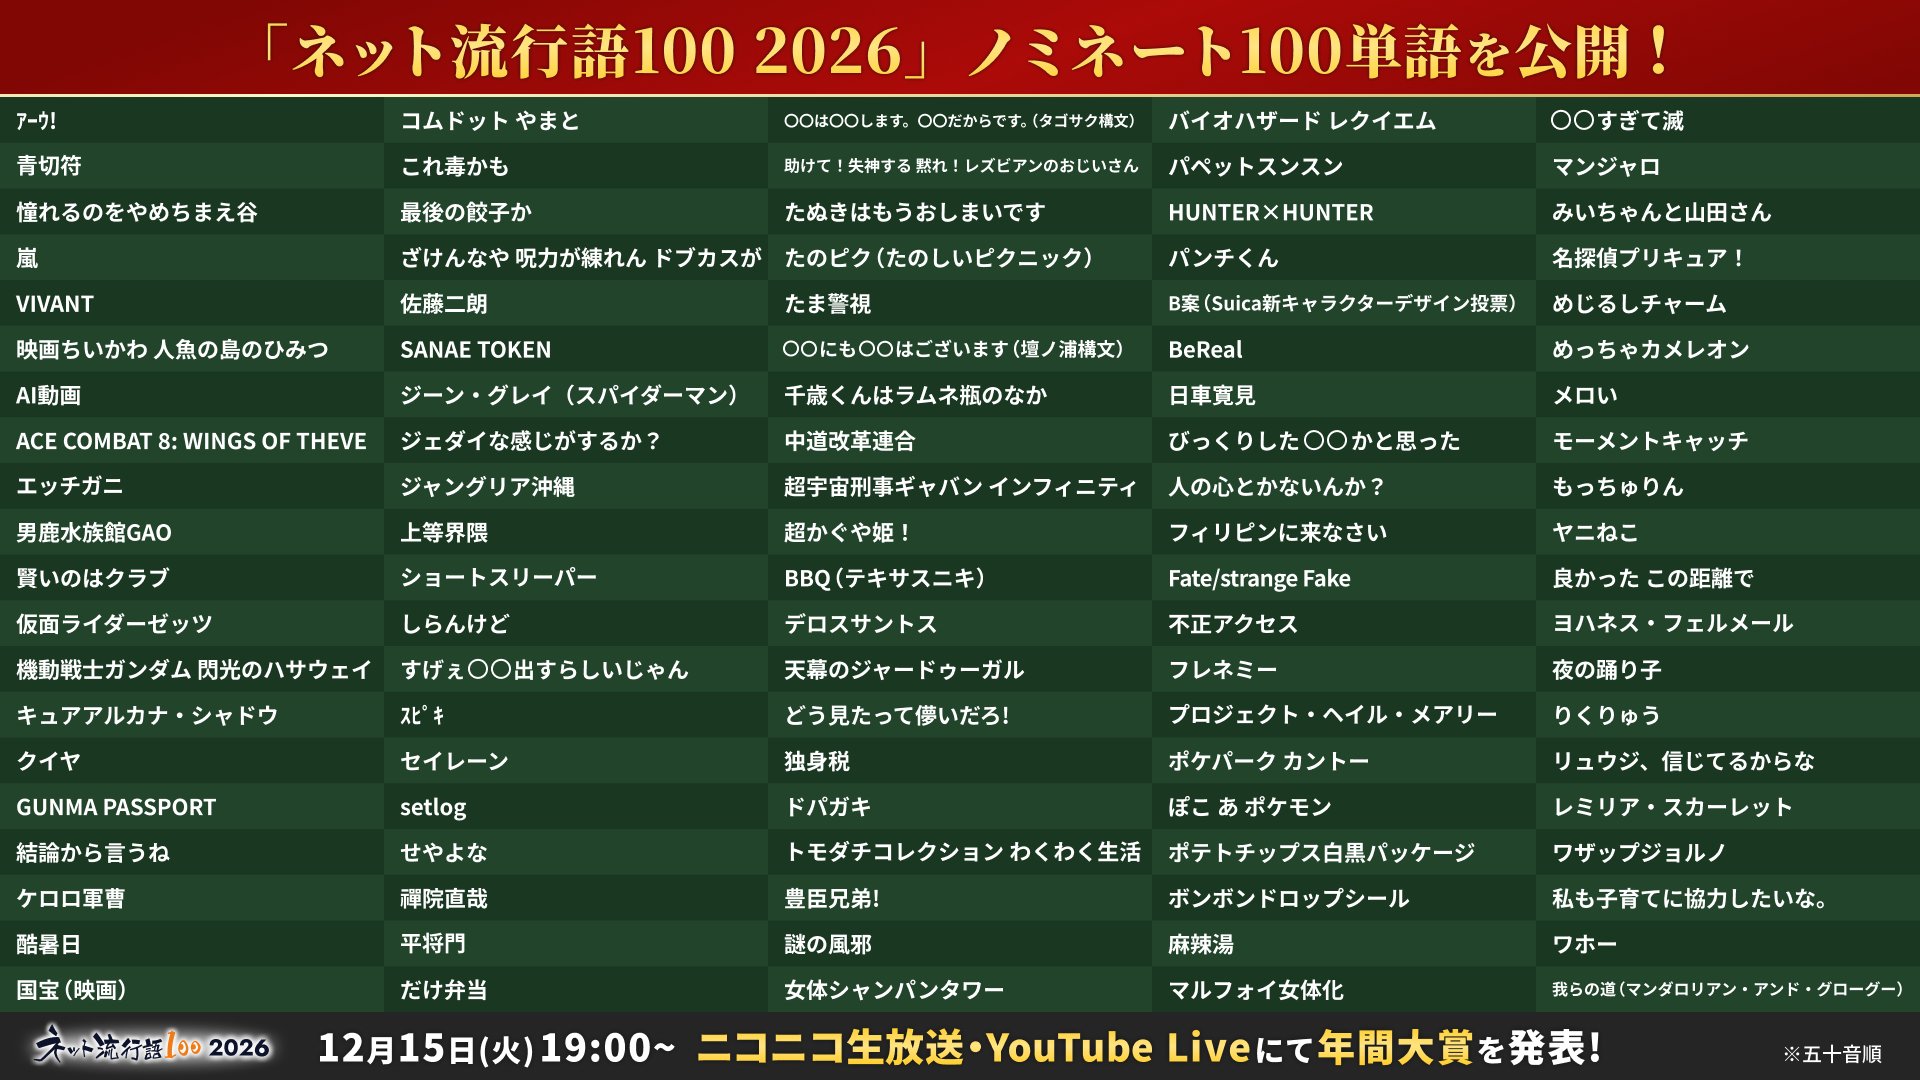 「ネット流行語100 2026」ノミネート100単語を公開！
ｱｰｳ!
青切符
憧れるのをやめちまえ谷
嵐
VIVANT
映画ちいかわ 人魚の島のひみつ
AI動画
ACE COMBAT 8: WINGS OF THEVE
エッチガニ
男鹿水族館GAO
賢いのはクラブ
仮面ライダーゼッツ
機動戦士ガンダム 閃光のハサウェイ
キュアアルカナ・シャドウ
クイヤ
GUNMA PASSPORT
結論から言うね
ケロロ軍曹
酷暑日
国宝（映画）
コムドット やまと
これ毒かも
最後の餃子か
ざけんなや 呪力が練れん ドブカスが
佐藤二朗
SANAE TOKEN
ジーン・グレイ（スパイダーマン）
ジェダイな感じがするか？
ジャングリア沖縄
上等界隈
ショートスリーパー
しらんけど
すげぇ〇〇出すらしいじゃん
ｽﾋﾟｷ
セイレーン
setlog
せやよな
禪院直哉
平将門
だけ弁当
〇〇は〇〇します。〇〇だからです。（タゴサク構文）
助けて！失神する 黙れ！レズビアンのおじいさん
たぬきはもうおしまいです
たのピク（たのしいピクニック）
たま警視
〇〇にも〇〇はございます（壇ノ浦構文）
千歳くんはラムネ瓶のなか
中道改革連合
超宇宙刑事ギャバン インフィニティ
超かぐや姫！
BBQ（テキサスニキ）
デロスサントス
天幕のジャードゥーガル
どう見たって儚いだろ!
独身税
ドパガキ
トモダチコレクション わくわく生活
豊臣兄弟!
謎の風邪
女体シャンパンタワー
バイオハザード レクイエム
パペットスンスン
HUNTER×HUNTER
パンチくん
B案（Suica新キャラクターデザイン投票）
BeReal
日車寛見
びっくりした〇〇かと思った
人の心とかないんか？
フィリピンに来なさい
Fate/strange Fake
不正アクセス
フレネミー
プロジェクト・ヘイル・メアリー
ポケパーク カントー
ぽこ あ ポケモン
ポテトチップス白黒パッケージ
ボンボンドロップシール
麻辣湯
マルフォイ女体化
〇〇すぎて滅
マンジャロ
みいちゃんと山田さん
名探偵プリキュア！
めじるしチャーム
めっちゃカメレオン
メロい
モーメントキャッチ
もっちゅりん
ヤニねこ
良かった この距離で
ヨハネス・フェルメール
夜の踊り子
りくりゅう
リュウジ、信じてるからな
レミリア・スカーレット
ワザップジョルノ
私も子育てに協力したいな。
ワホー
我らの道（マンダロリアン・アンド・グローグー）
ネット流行語100 2026
12月15日(火)19:00~ ニコニコ生放送・YouTube Liveにて年間大賞を発表!
※五十音順